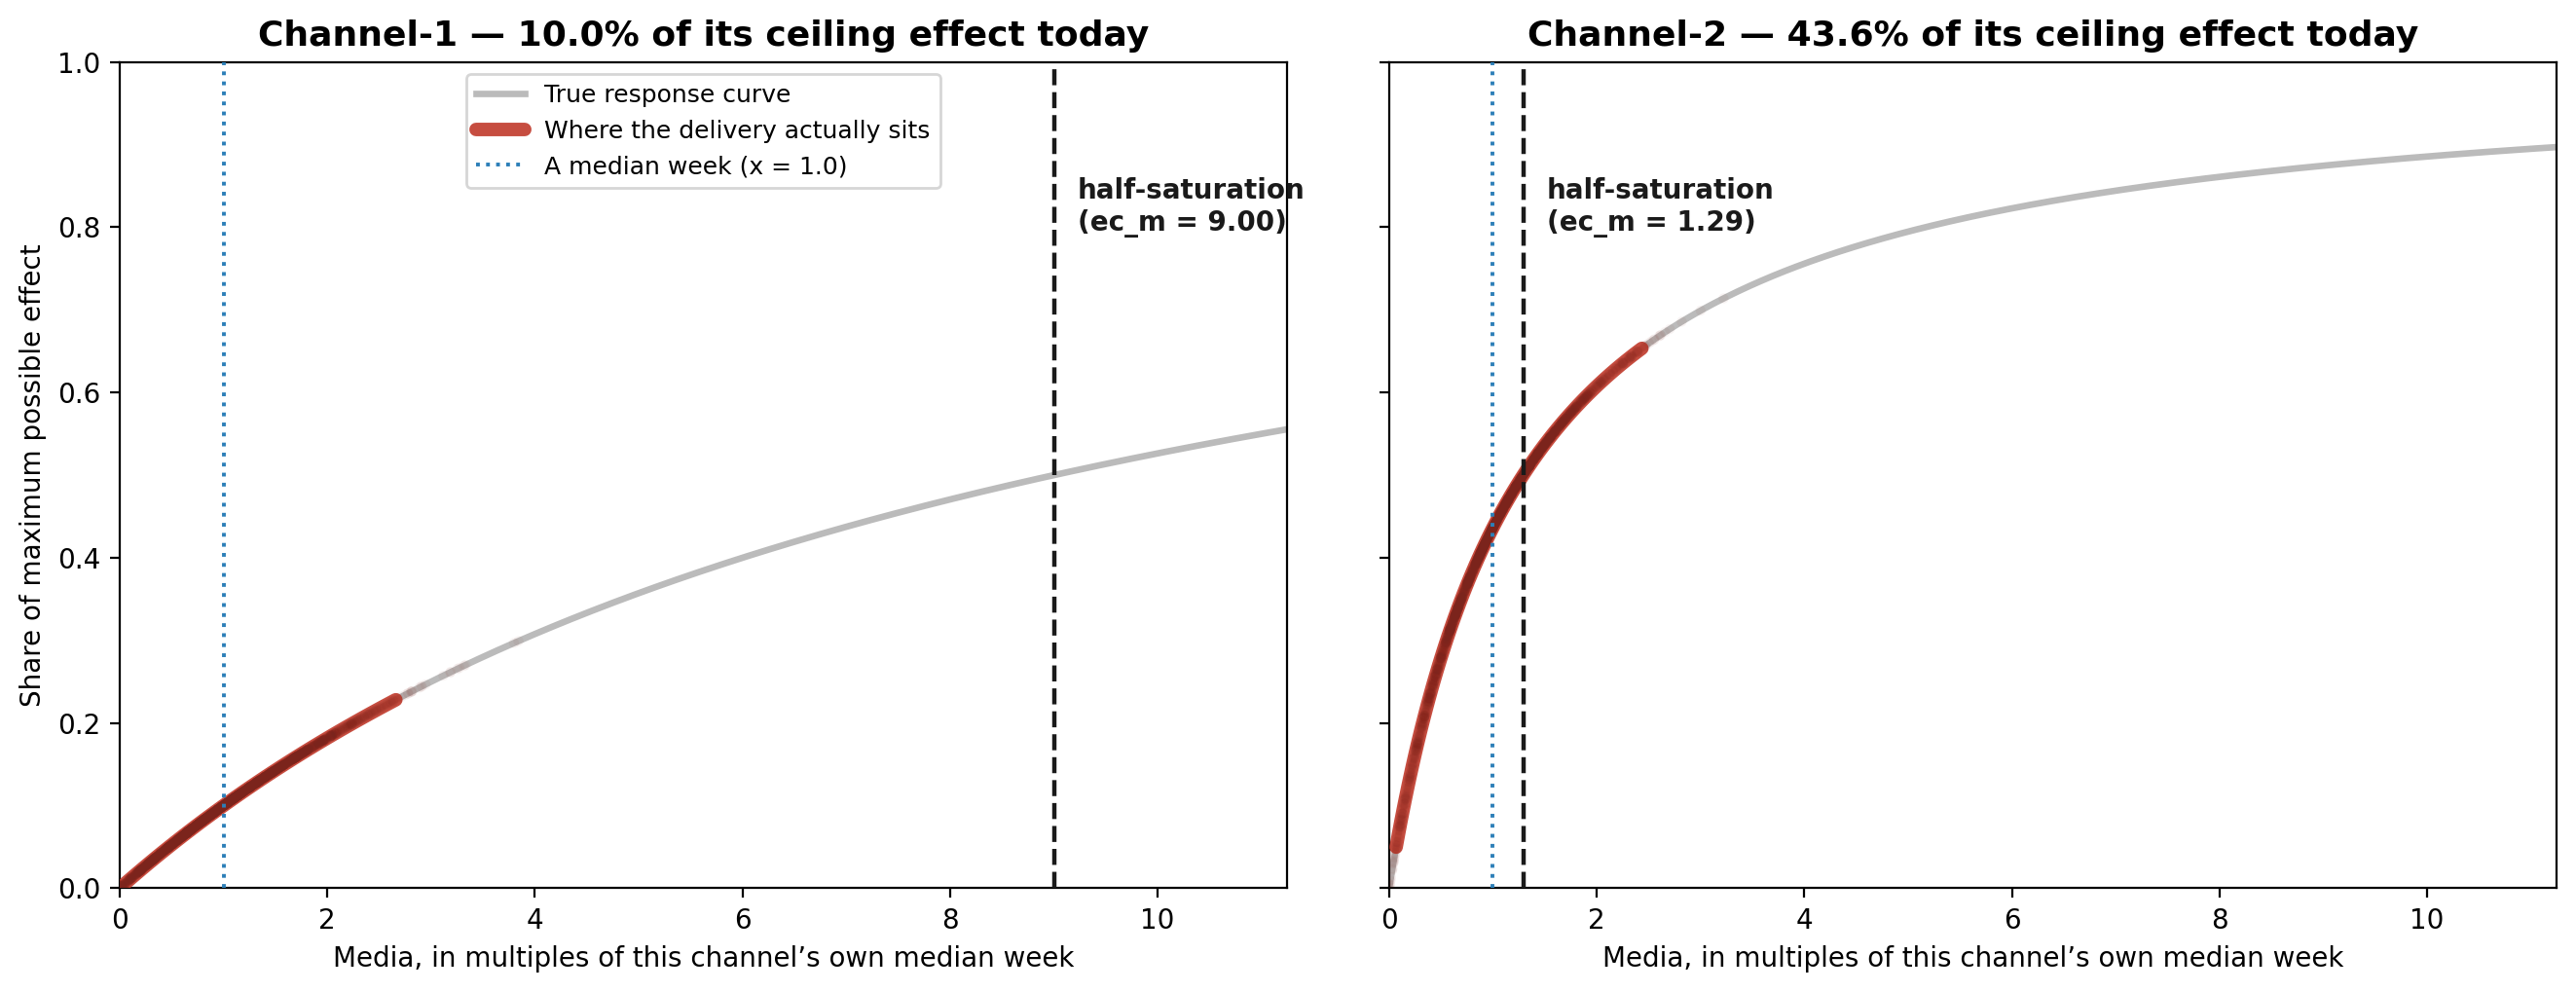 Channel-1 — 10.0% of its ceiling effect today
1.0
0.8
0.6
0.4
0.2
0.0
Share of maximum possible effect
True response curve
Where the delivery actually sits
A median week (x = 1.0)
half-saturation
(ec_m = 9.00)
0 2 4 6 8 10
Media, in multiples of this channel’s own median week
Channel-2 — 43.6% of its ceiling effect today
half-saturation
(ec_m = 1.29)
0 2 4 6 8 10
Media, in multiples of this channel’s own median week